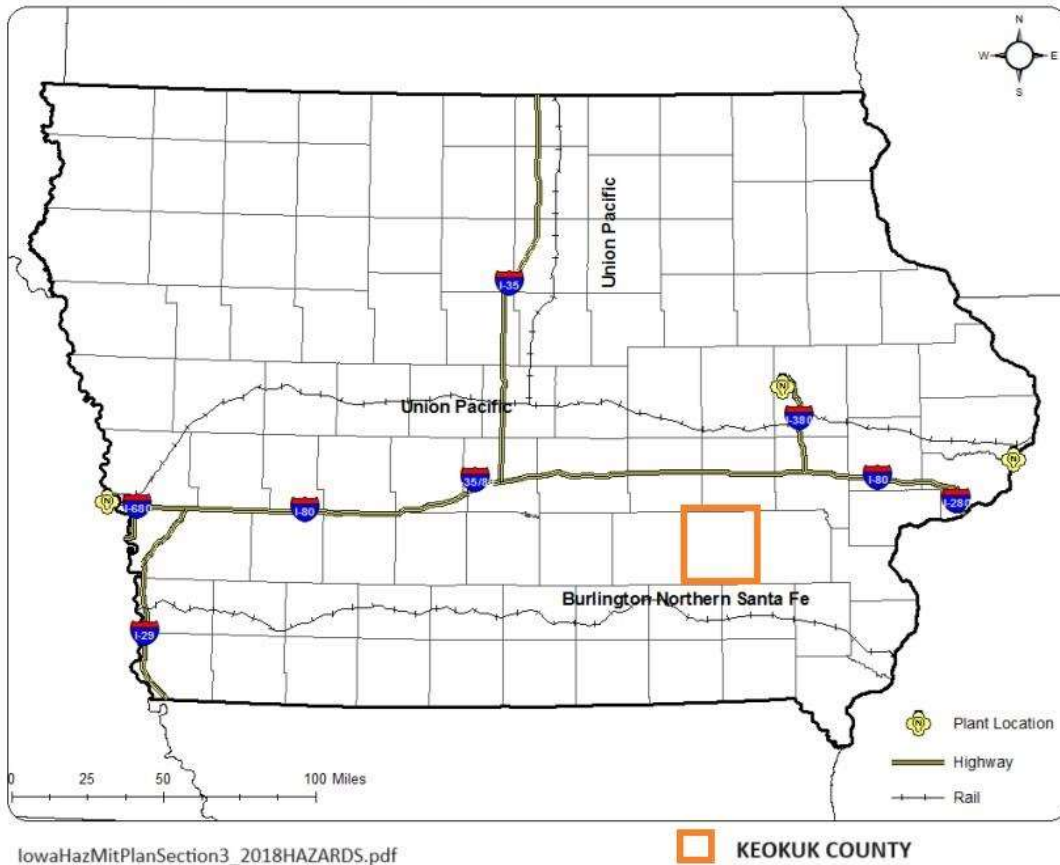 N
W
E
S
Union Pacific
I-35
Union Pacific
N
I-380
N
35/8
I-80
I-280
N
I-680
I-80
Burlington Northern Santa Fe
I-29
N
Plant Location
Highway
Rail
0 25 50 100 Miles
IowaHazMitPlanSection3_2018HAZARDS.pdf
KEOKUK COUNTY